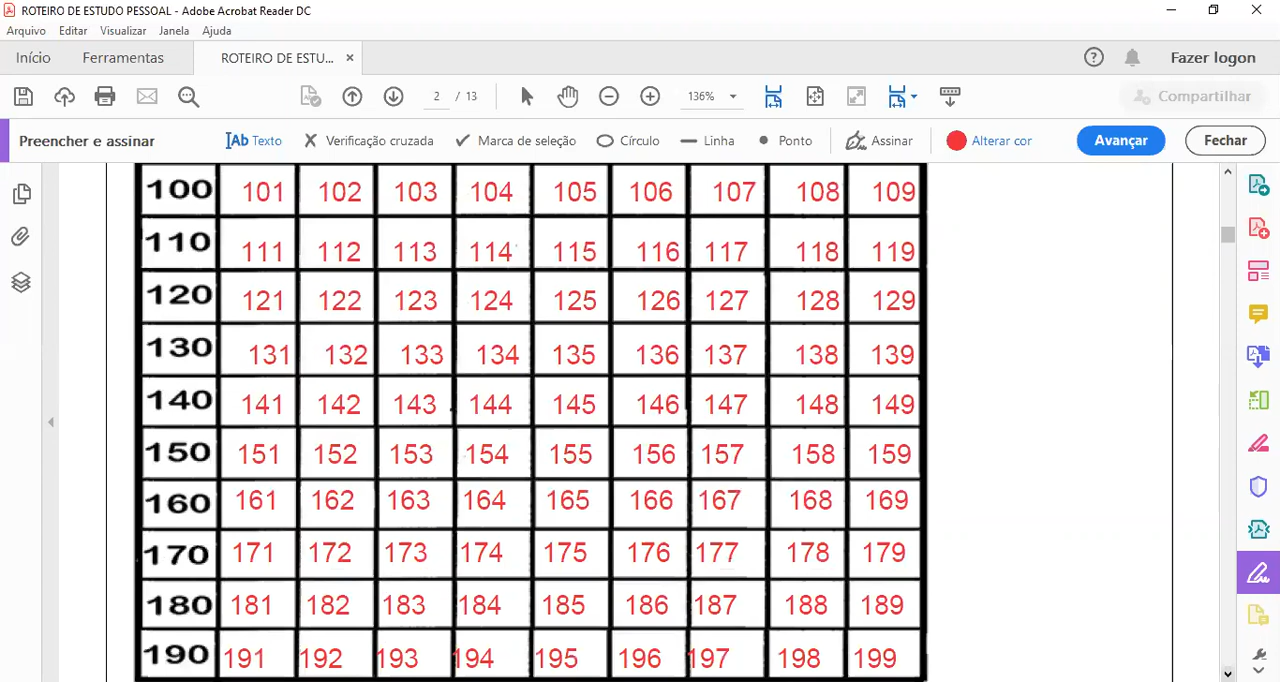 ROTEIRO DE ESTUDO PESSOAL - Adobe Acrobat Reader DC
Arquivo Editar Visualizar Janela Ajuda
Início Ferramentas ROTEIRO DE ESTU... × Fazer logon
2 / 13 136% Compartilhar
Preencher e assinar Ab Texto Verificação cruzada Marca de seleção Círculo Linha Ponto Assinar Alterar cor Avançar Fechar
100 101 102 103 104 105 106 107 108 109
110 111 112 113 114 115 116 117 118 119
120 121 122 123 124 125 126 127 128 129
130 131 132 133 134 135 136 137 138 139
140 141 142 143 144 145 146 147 148 149
150 151 152 153 154 155 156 157 158 159
160 161 162 163 164 165 166 167 168 169
170 171 172 173 174 175 176 177 178 179
180 181 182 183 184 185 186 187 188 189
190 191 192 193 194 195 196 197 198 199